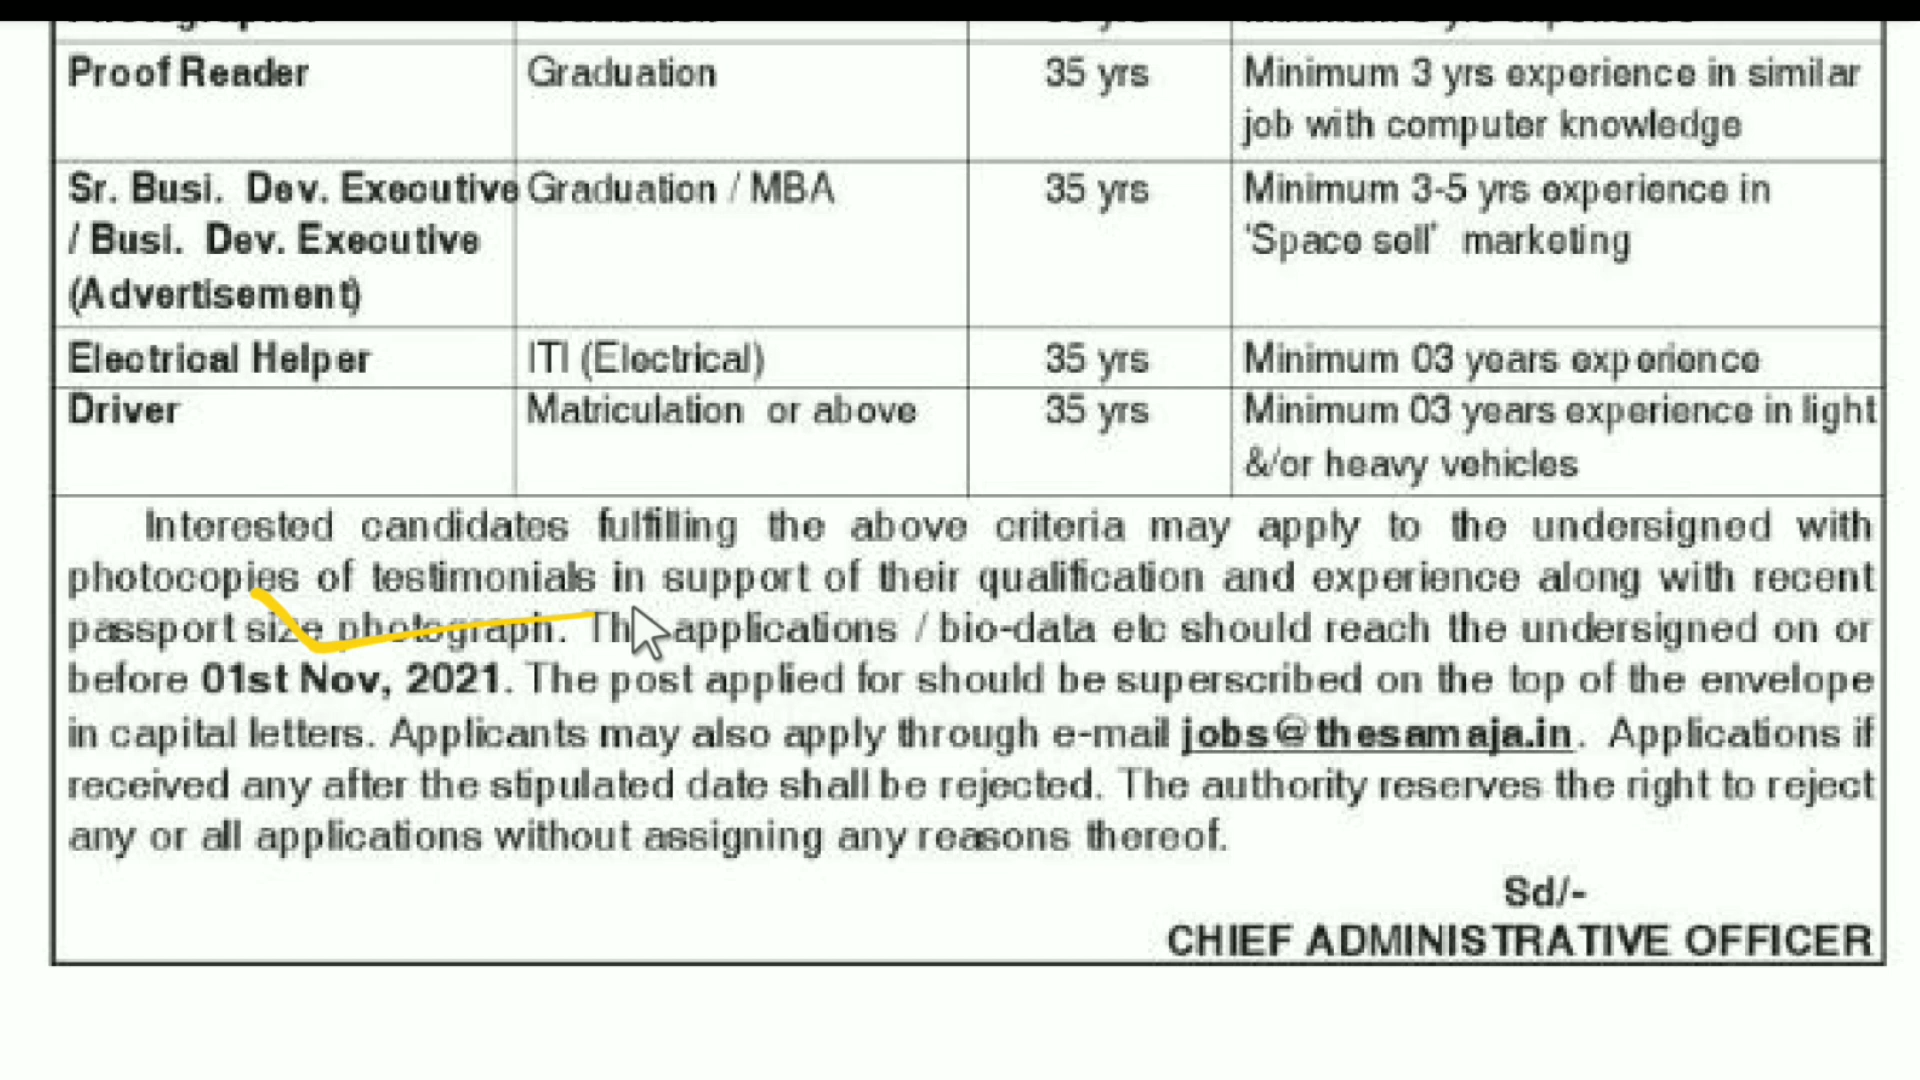 Proof Reader Graduation 35 yrs Minimum 3 yrs experience in similar
job with computer knowledge
Sr. Busi. Dev. Executive Graduation / MBA 35 yrs Minimum 3-5 yrs experience in
/ Busi. Dev. Executive 'Space sell' marketing
(Advertisement)
Electrical Helper ITI (Electrical) 35 yrs Minimum 03 years experience
Driver Matriculation or above 35 yrs Minimum 03 years experience in light
&/or heavy vehicles
Interested candidates fulfilling the above criteria may apply to the undersigned with
photocopies of testimonials in support of their qualification and experience along with recent
passport size photograph. The applications / bio-data etc should reach the undersigned on or
before 01st Nov, 2021. The post applied for should be superscribed on the top of the envelope
in capital letters. Applicants may also apply through e-mail jobs@thesamaja.in. Applications if
received any after the stipulated date shall be rejected. The authority reserves the right to reject
any or all applications without assigning any reasons thereof.
Sd/-
CHIEF ADMINISTRATIVE OFFICER